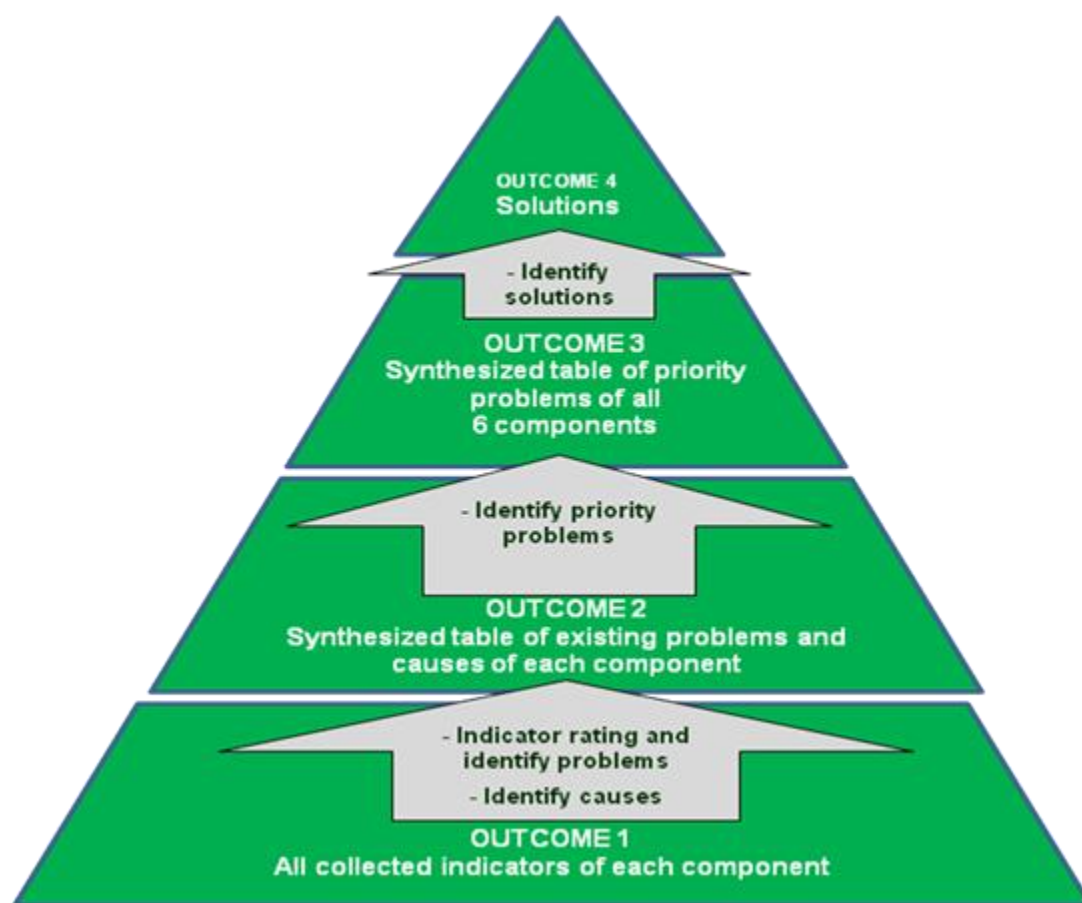 OUTCOME 4
Solutions
- Identify
solutions
OUTCOME 3
Synthesized table of priority
problems of all
6 components
- Identify priority
problems
OUTCOME 2
Synthesized table of existing problems and
causes of each component
- Indicator rating and
identify problems
- Identify causes
OUTCOME 1
All collected indicators of each component